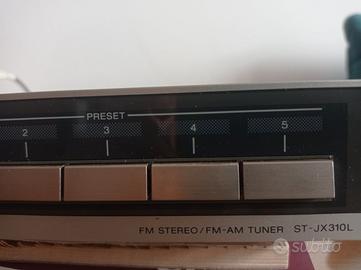 PRESET
2 3 4 5
FM STEREO/FM-AM TUNER ST-JX310L
subito